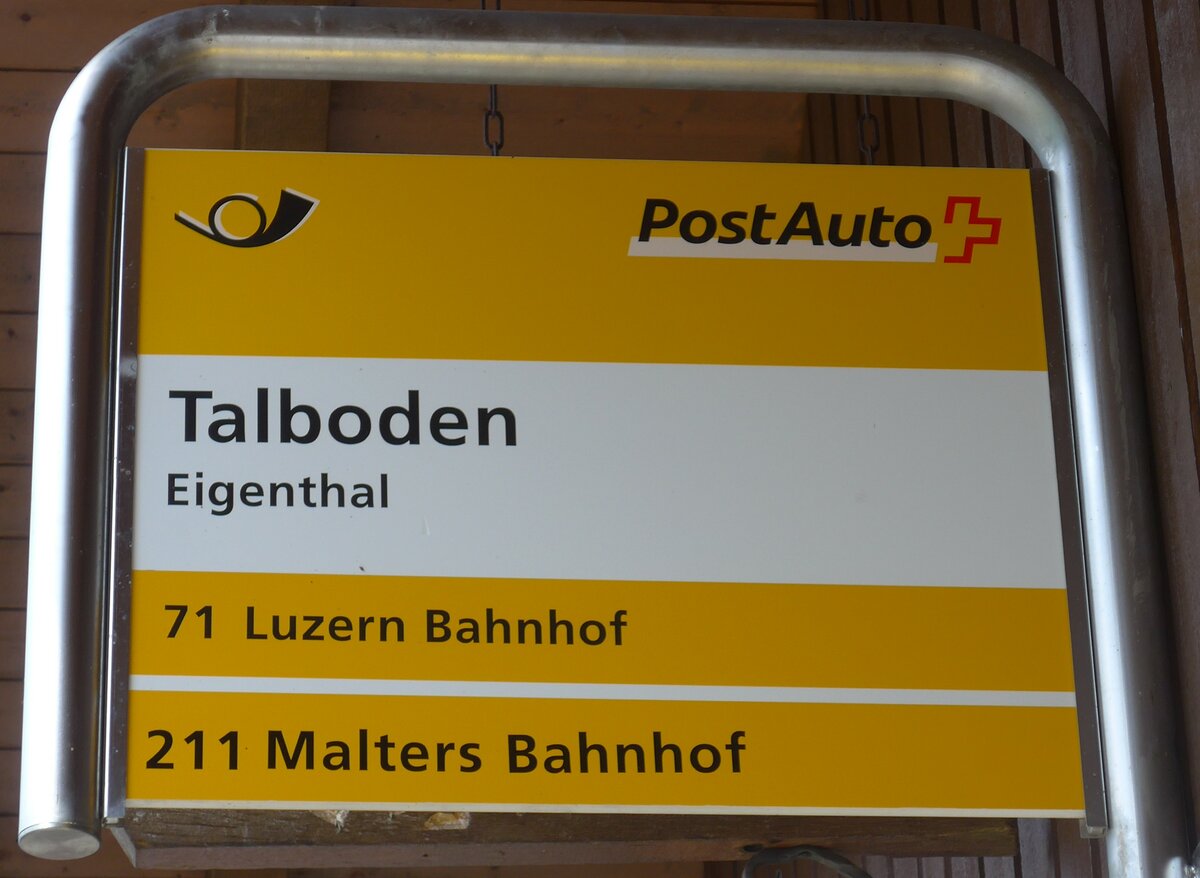 PostAuto
Talboden
Eigenthal
71 Luzern Bahnhof
211 Malters Bahnhof